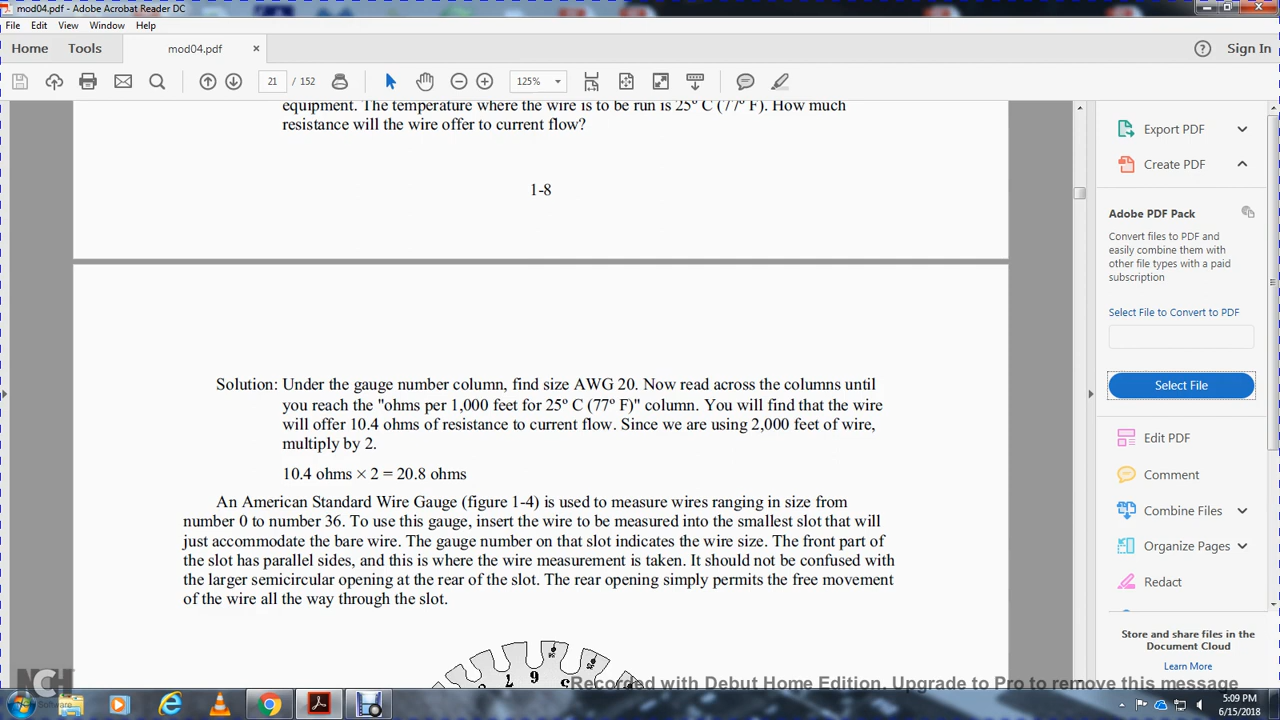 mod04.pdf - Adobe Acrobat Reader DC
File Edit View Window Help
Home Tools mod04.pdf × Sign In
21 / 152 125%
equipment. The temperature where the wire is to be run is 25º C (77º F). How much
resistance will the wire offer to current flow?
1-8
Solution: Under the gauge number column, find size AWG 20. Now read across the columns until
you reach the "ohms per 1,000 feet for 25º C (77º F)" column. You will find that the wire
will offer 10.4 ohms of resistance to current flow. Since we are using 2,000 feet of wire,
multiply by 2.
10.4 ohms × 2 = 20.8 ohms
An American Standard Wire Gauge (figure 1-4) is used to measure wires ranging in size from
number 0 to number 36. To use this gauge, insert the wire to be measured into the smallest slot that will
just accommodate the bare wire. The gauge number on that slot indicates the wire size. The front part of
the slot has parallel sides, and this is where the wire measurement is taken. It should not be confused with
the larger semicircular opening at the rear of the slot. The rear opening simply permits the free movement
of the wire all the way through the slot.
Export PDF
Create PDF
Adobe PDF Pack
Convert files to PDF and
easily combine them with
other file types with a paid
subscription
Select File to Convert to PDF
Select File
Edit PDF
Comment
Combine Files
Organize Pages
Redact
Store and share files in the
Document Cloud
Learn More
NCH
Software
Recorded with Debut Home Edition. Upgrade to Pro to remove this message
5:09 PM
6/15/2018